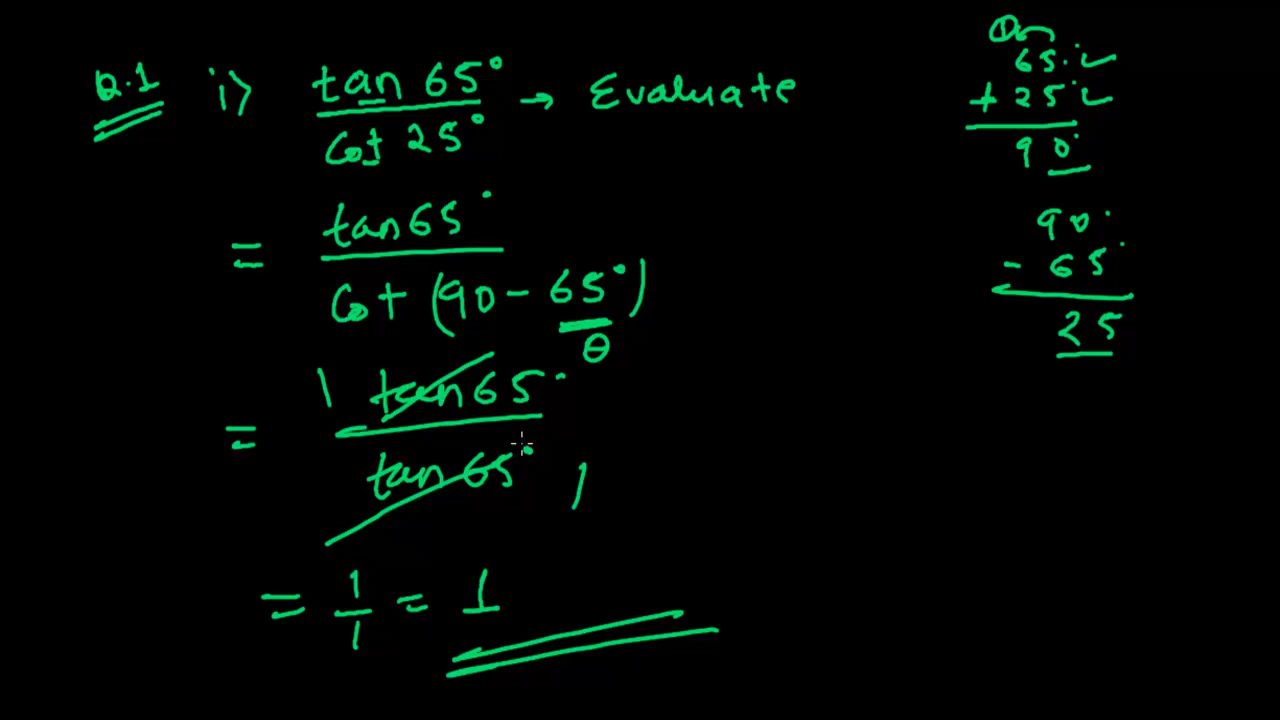 Q.1 i) tan 65° → Evaluate
cot 25°
= tan 65°
cot (90 - 65°)
θ
= 1 tan 65°
tan 65° 1
= 1/1 = 1
①
65°
+ 25°
90°
90°
- 65°
25